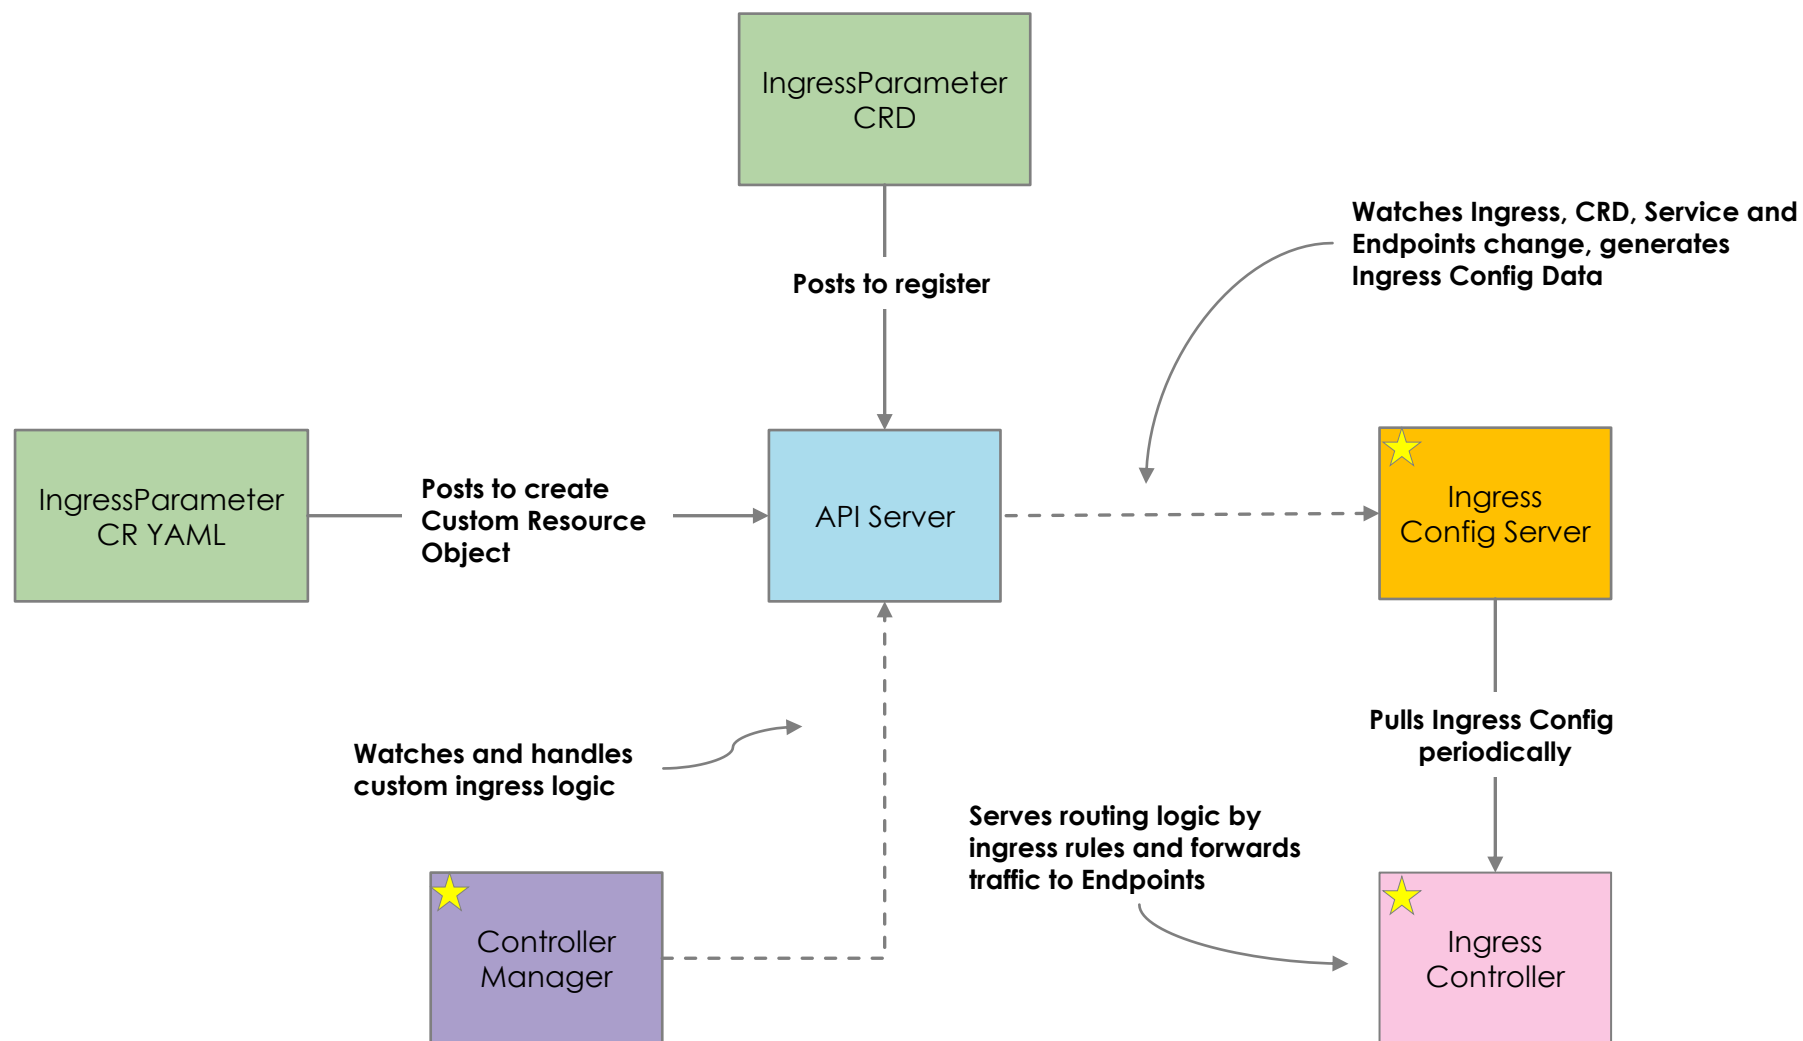 IngressParameter
CRD
Watches Ingress, CRD, Service and
Endpoints change, generates
Ingress Config Data
Posts to register
IngressParameter
CR YAML
Posts to create
Custom Resource
Object
API Server
Ingress
Config Server
Pulls Ingress Config
periodically
Watches and handles
custom ingress logic
Serves routing logic by
ingress rules and forwards
traffic to Endpoints
Controller
Manager
Ingress
Controller